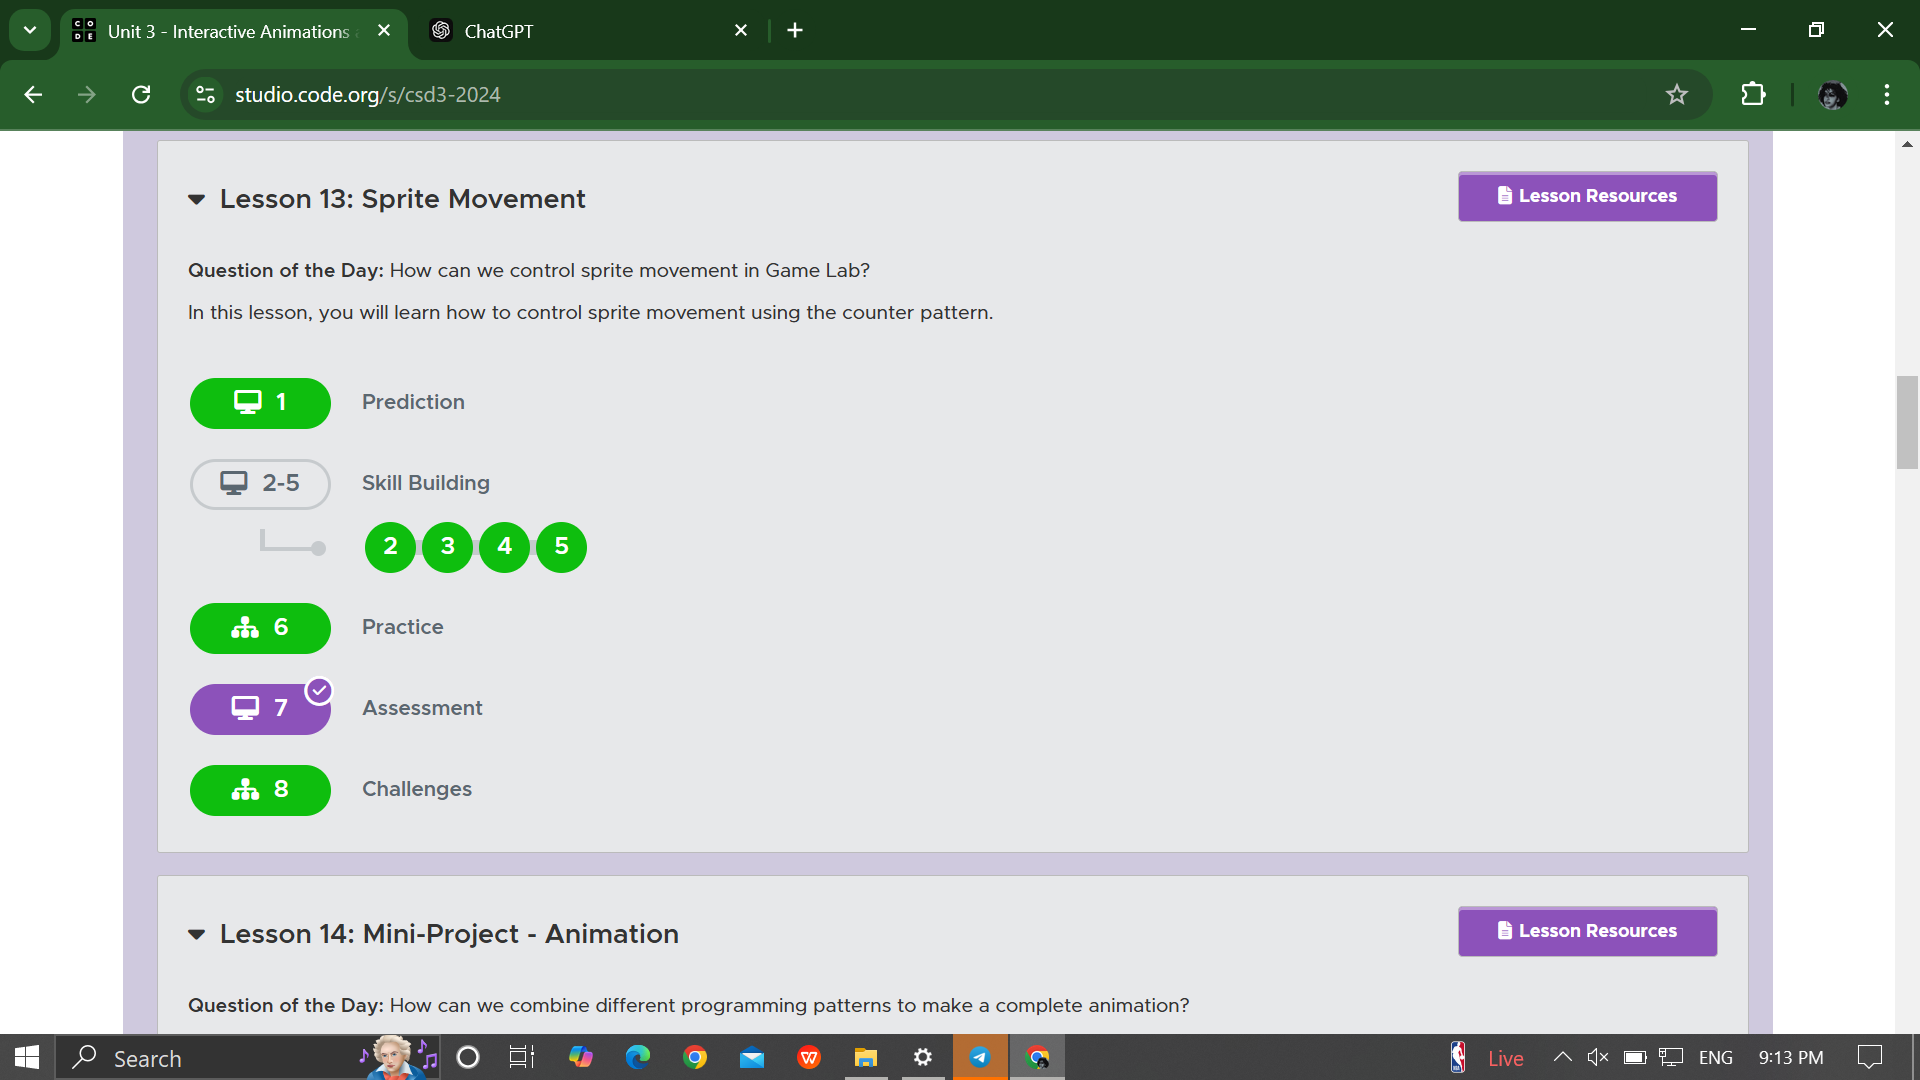 Unit 3 - Interactive Animations a
ChatGPT
studio.code.org/s/csd3-2024
Lesson 13: Sprite Movement
Lesson Resources
Question of the Day: How can we control sprite movement in Game Lab?
In this lesson, you will learn how to control sprite movement using the counter pattern.
1 Prediction
2-5 Skill Building
2 3 4 5
6 Practice
7 Assessment
8 Challenges
Lesson 14: Mini-Project - Animation
Lesson Resources
Question of the Day: How can we combine different programming patterns to make a complete animation?
Search
Live
ENG
9:13 PM